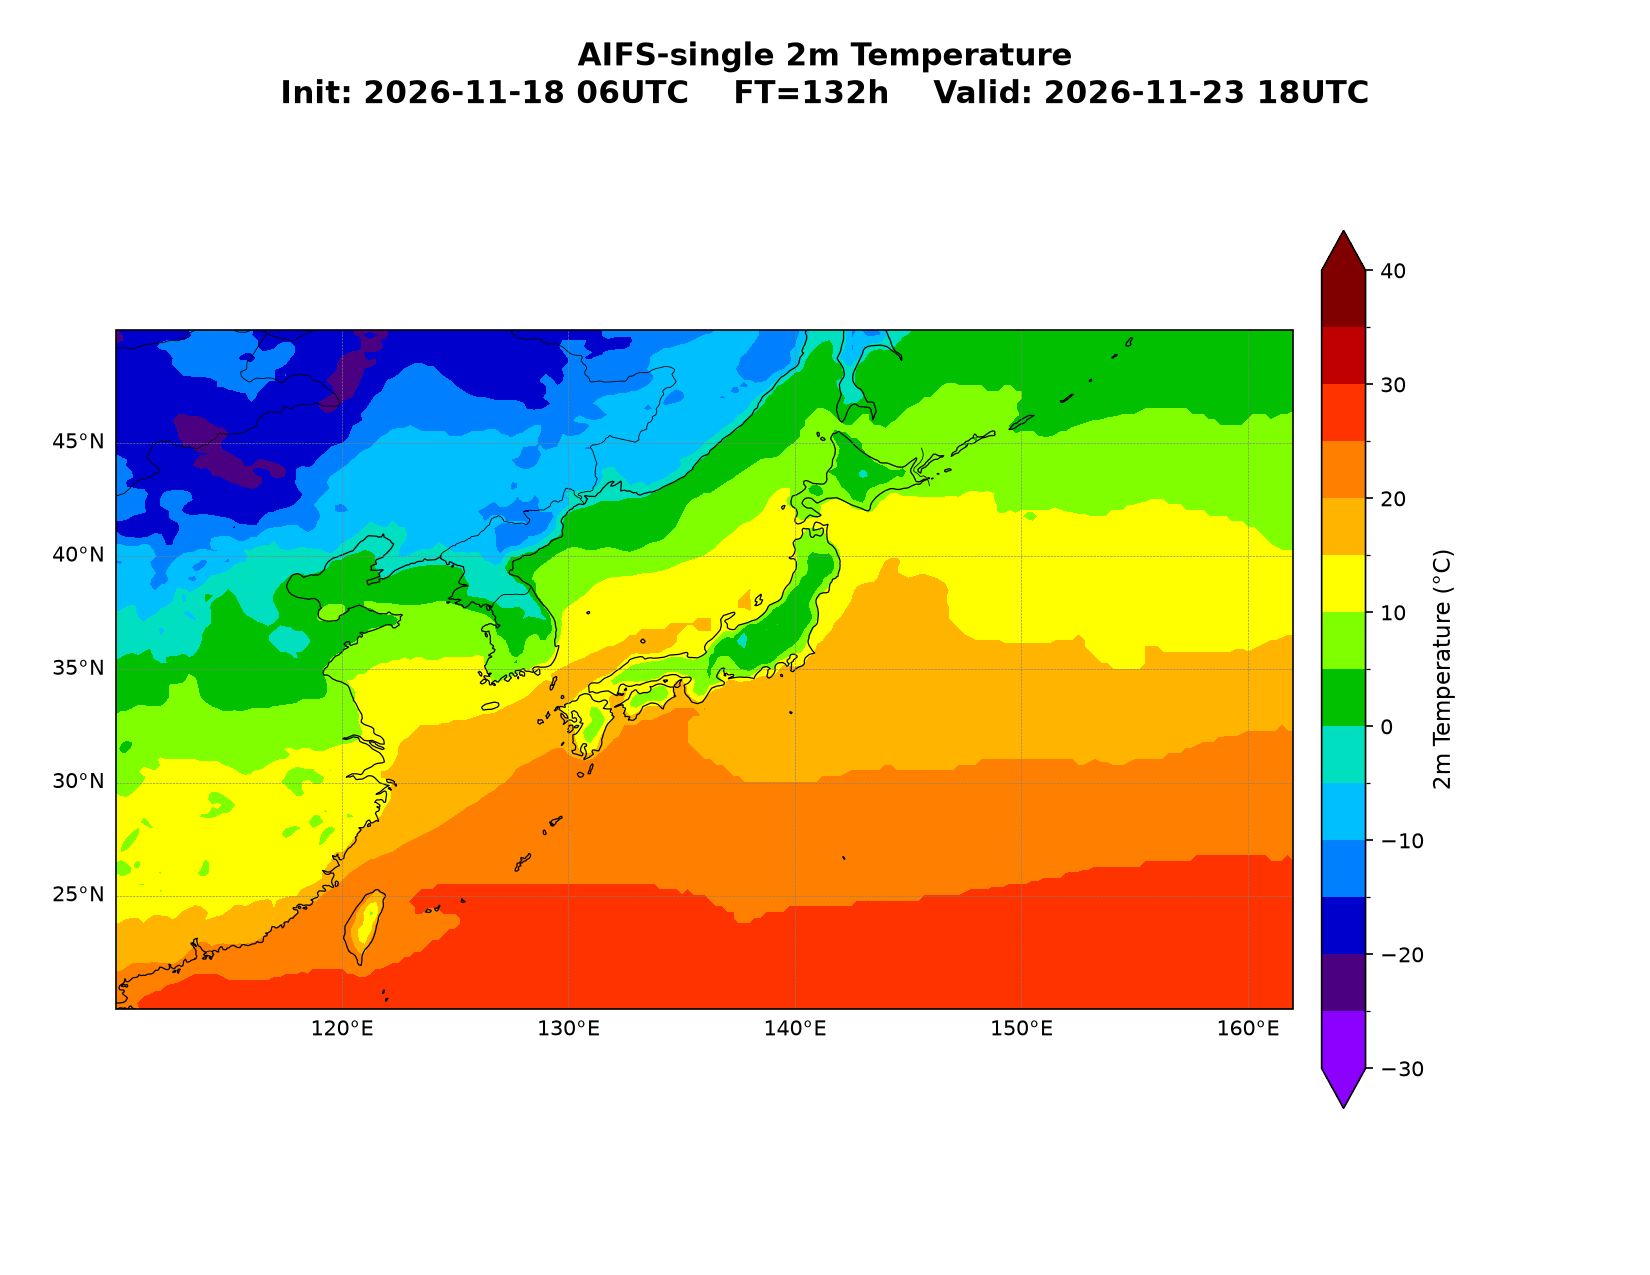 AIFS-single 2m Temperature
Init: 2026-11-18 06UTC    FT=132h    Valid: 2026-11-23 18UTC
45°N
40°N
35°N
30°N
25°N
120°E
130°E
140°E
150°E
160°E
40
30
20
10
0
−10
−20
−30
2m Temperature (°C)